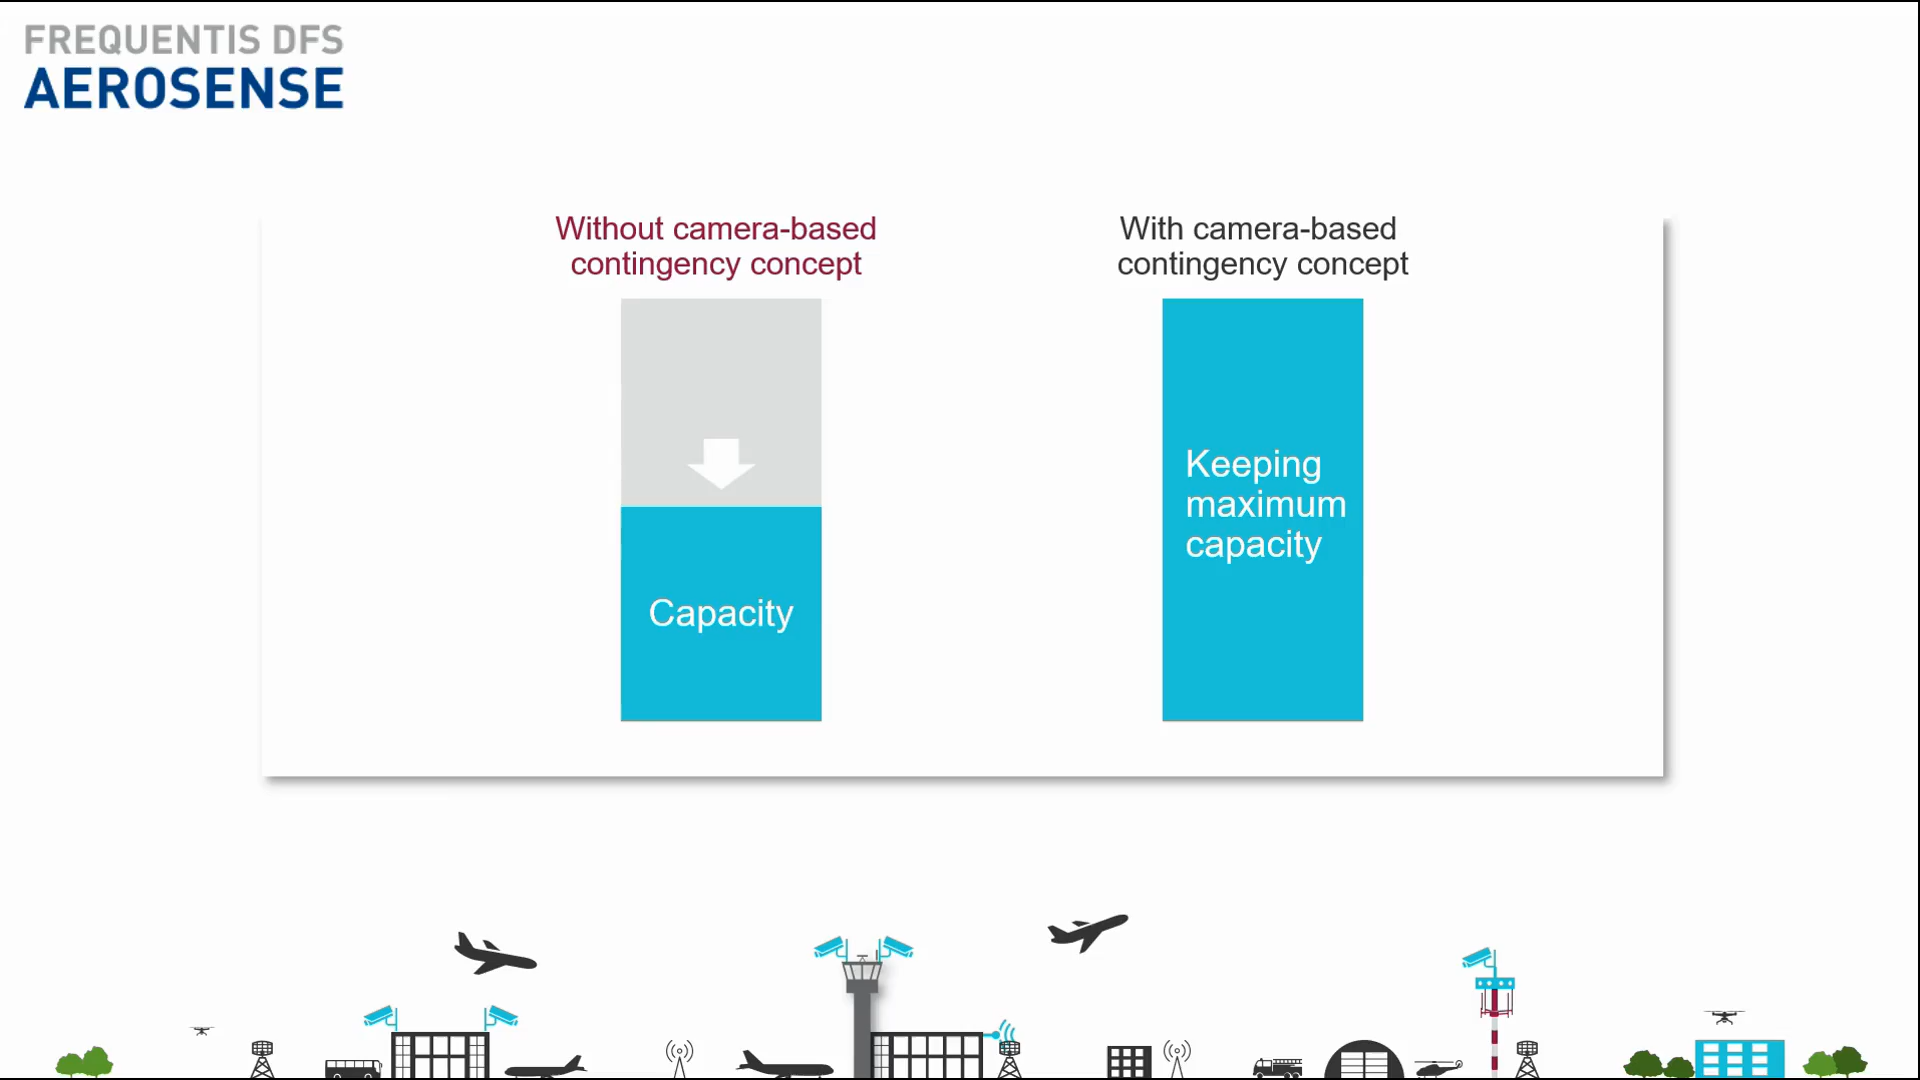 FREQUENTIS DFS
AEROSENSE
Without camera-based
contingency concept
With camera-based
contingency concept
Capacity
Keeping
maximum
capacity